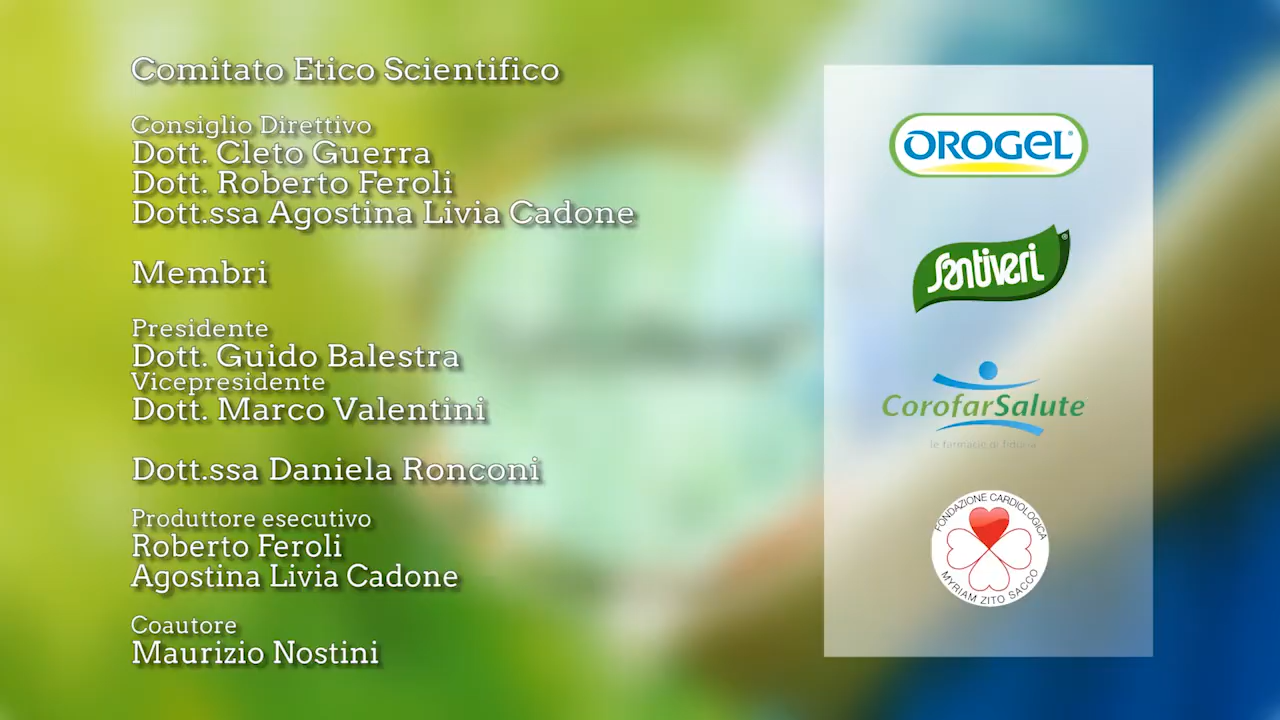 Comitato Etico Scientifico
Consiglio Direttivo
Dott. Cleto Guerra
Dott. Roberto Feroli
Dott.ssa Agostina Livia Cadone
Membri
Presidente
Dott. Guido Balestra
Vicepresidente
Dott. Marco Valentini
Dott.ssa Daniela Ronconi
Produttore esecutivo
Roberto Feroli
Agostina Livia Cadone
Coautore
Maurizio Nostini
OROGEL®
Santiveri®
CorofarSalute
le farmacie di fiducia
FONDAZIONE CARDIOLOGICA
MYRIAM ZITO SACCO